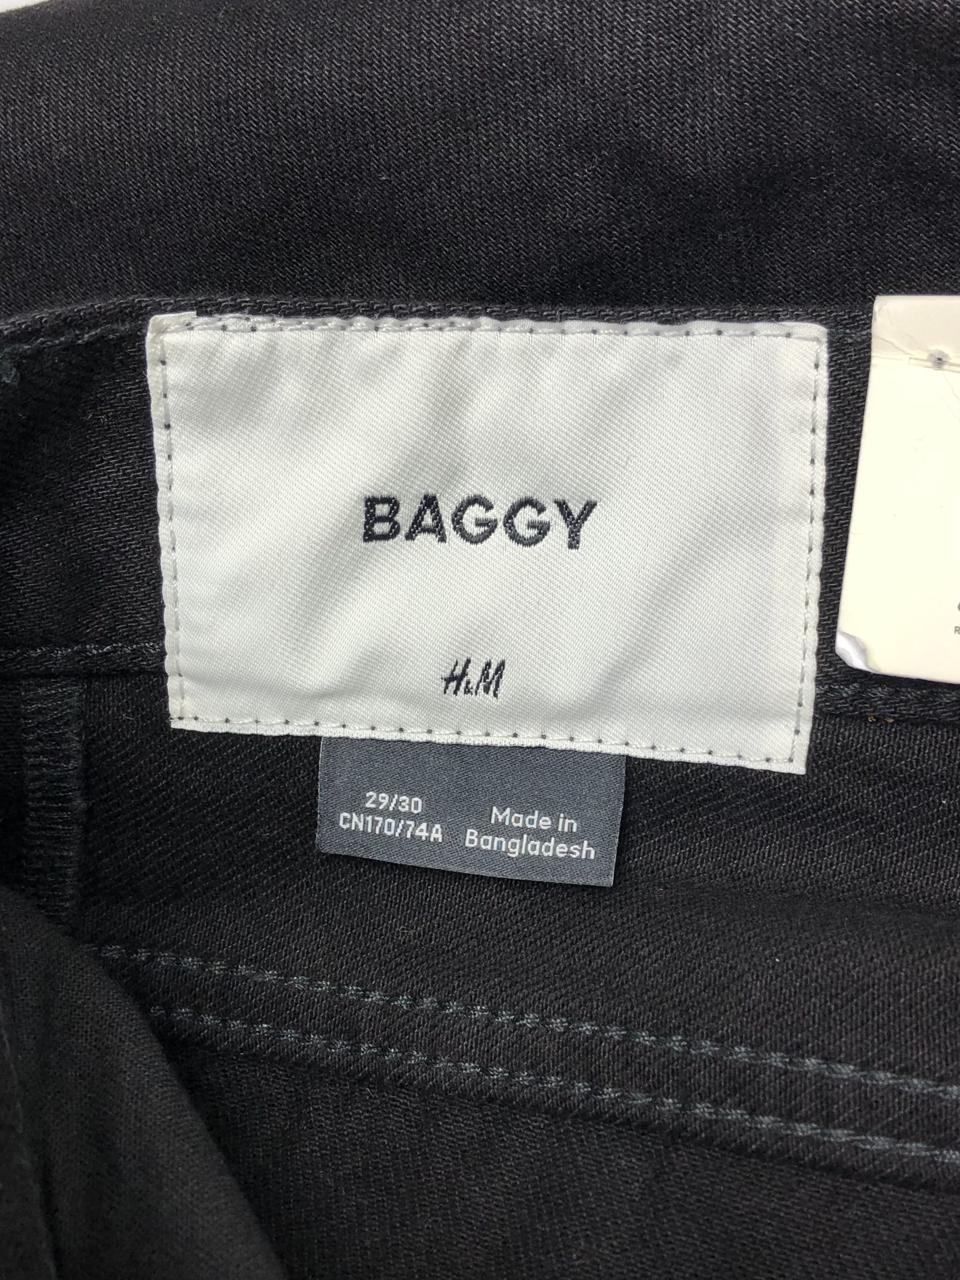 BAGGY
H&M
29/30
CN170/74A
Made in
Bangladesh